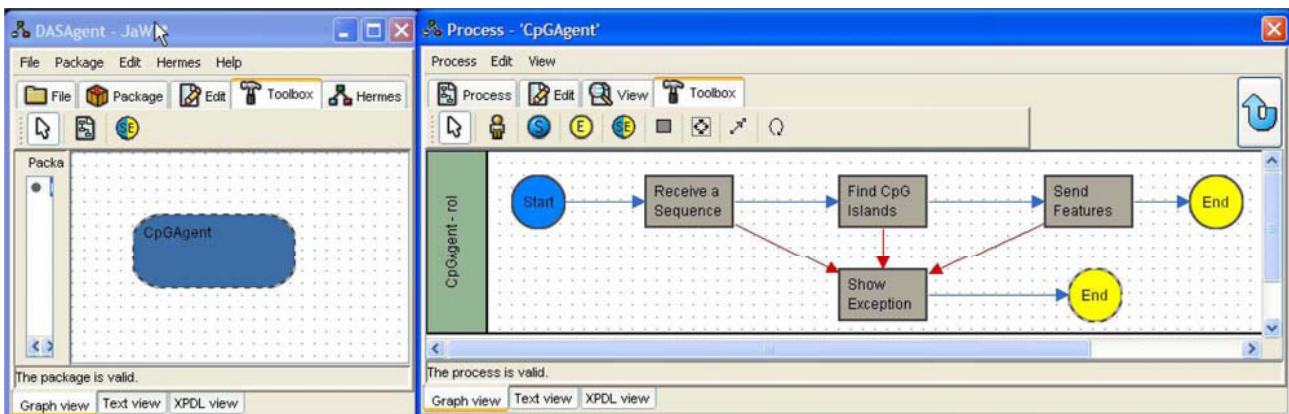 DASAgent - JaW
File Package Edit Hermes Help
File Package Edit Toolbox Hermes
SE
Packa
CpGAgent
The package is valid.
Graph view Text view XPDL view
Process - 'CpGAgent'
Process Edit View
Process Edit View Toolbox
S E SE
CpGAgent - rol
Start
Receive a
Sequence
Find CpG
Islands
Send
Features
End
Show
Exception
End
The process is valid.
Graph view Text view XPDL view